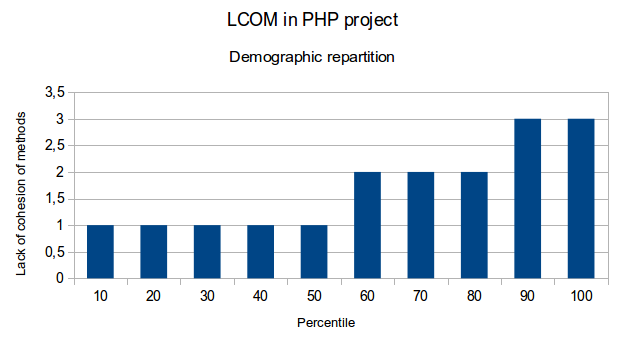 LCOM in PHP project
Demographic repartition
Lack of cohesion of methods
3,5
3
2,5
2
1,5
1
0,5
0
10 20 30 40 50 60 70 80 90 100
Percentile